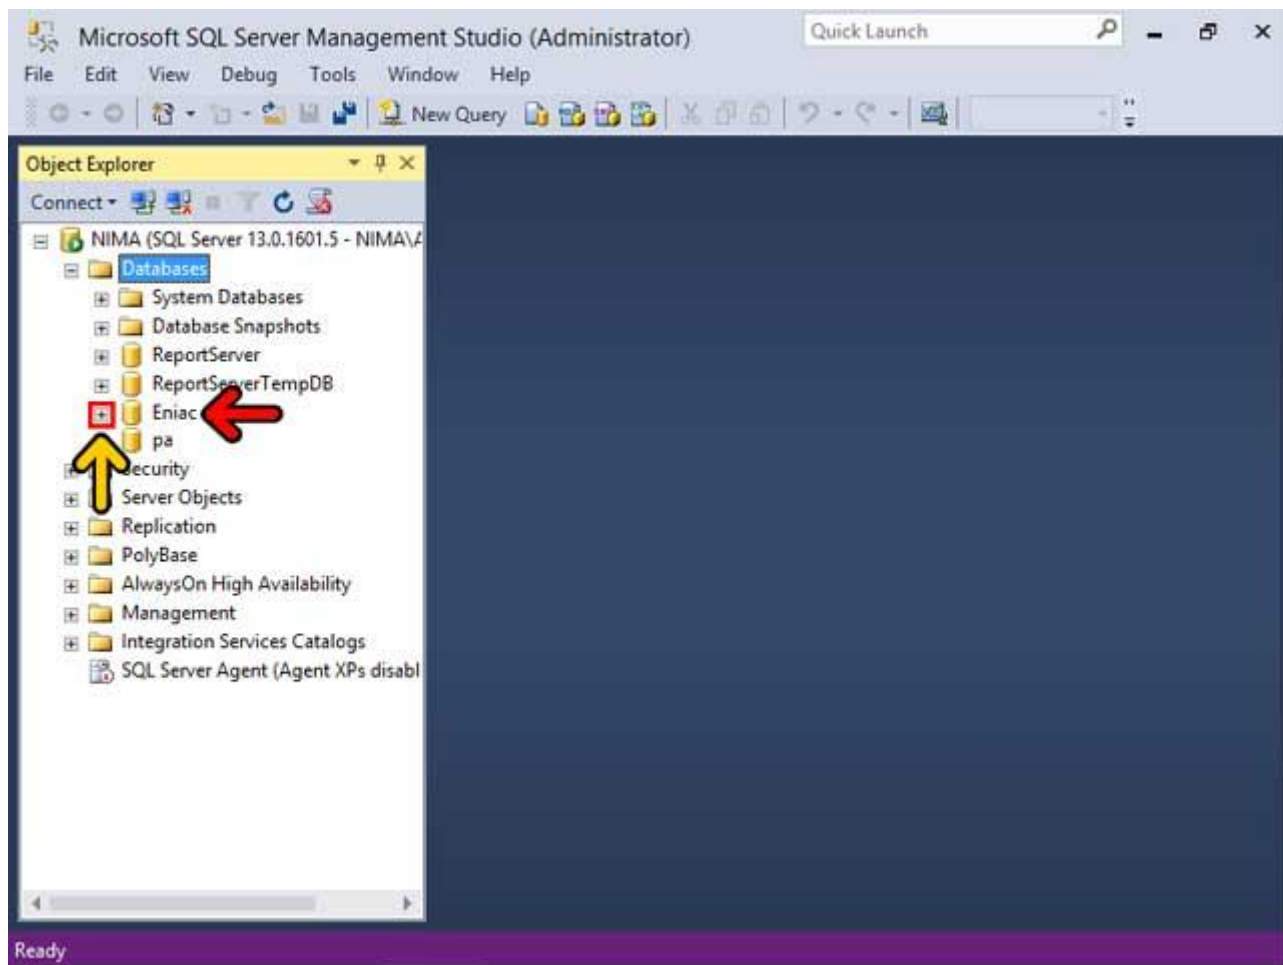 Microsoft SQL Server Management Studio (Administrator)
Quick Launch
File Edit View Debug Tools Window Help
New Query
Object Explorer
Connect
NIMA (SQL Server 13.0.1601.5 - NIMA\A
Databases
System Databases
Database Snapshots
ReportServer
ReportServerTempDB
Eniac
pa
Security
Server Objects
Replication
PolyBase
AlwaysOn High Availability
Management
Integration Services Catalogs
SQL Server Agent (Agent XPs disabl
Ready